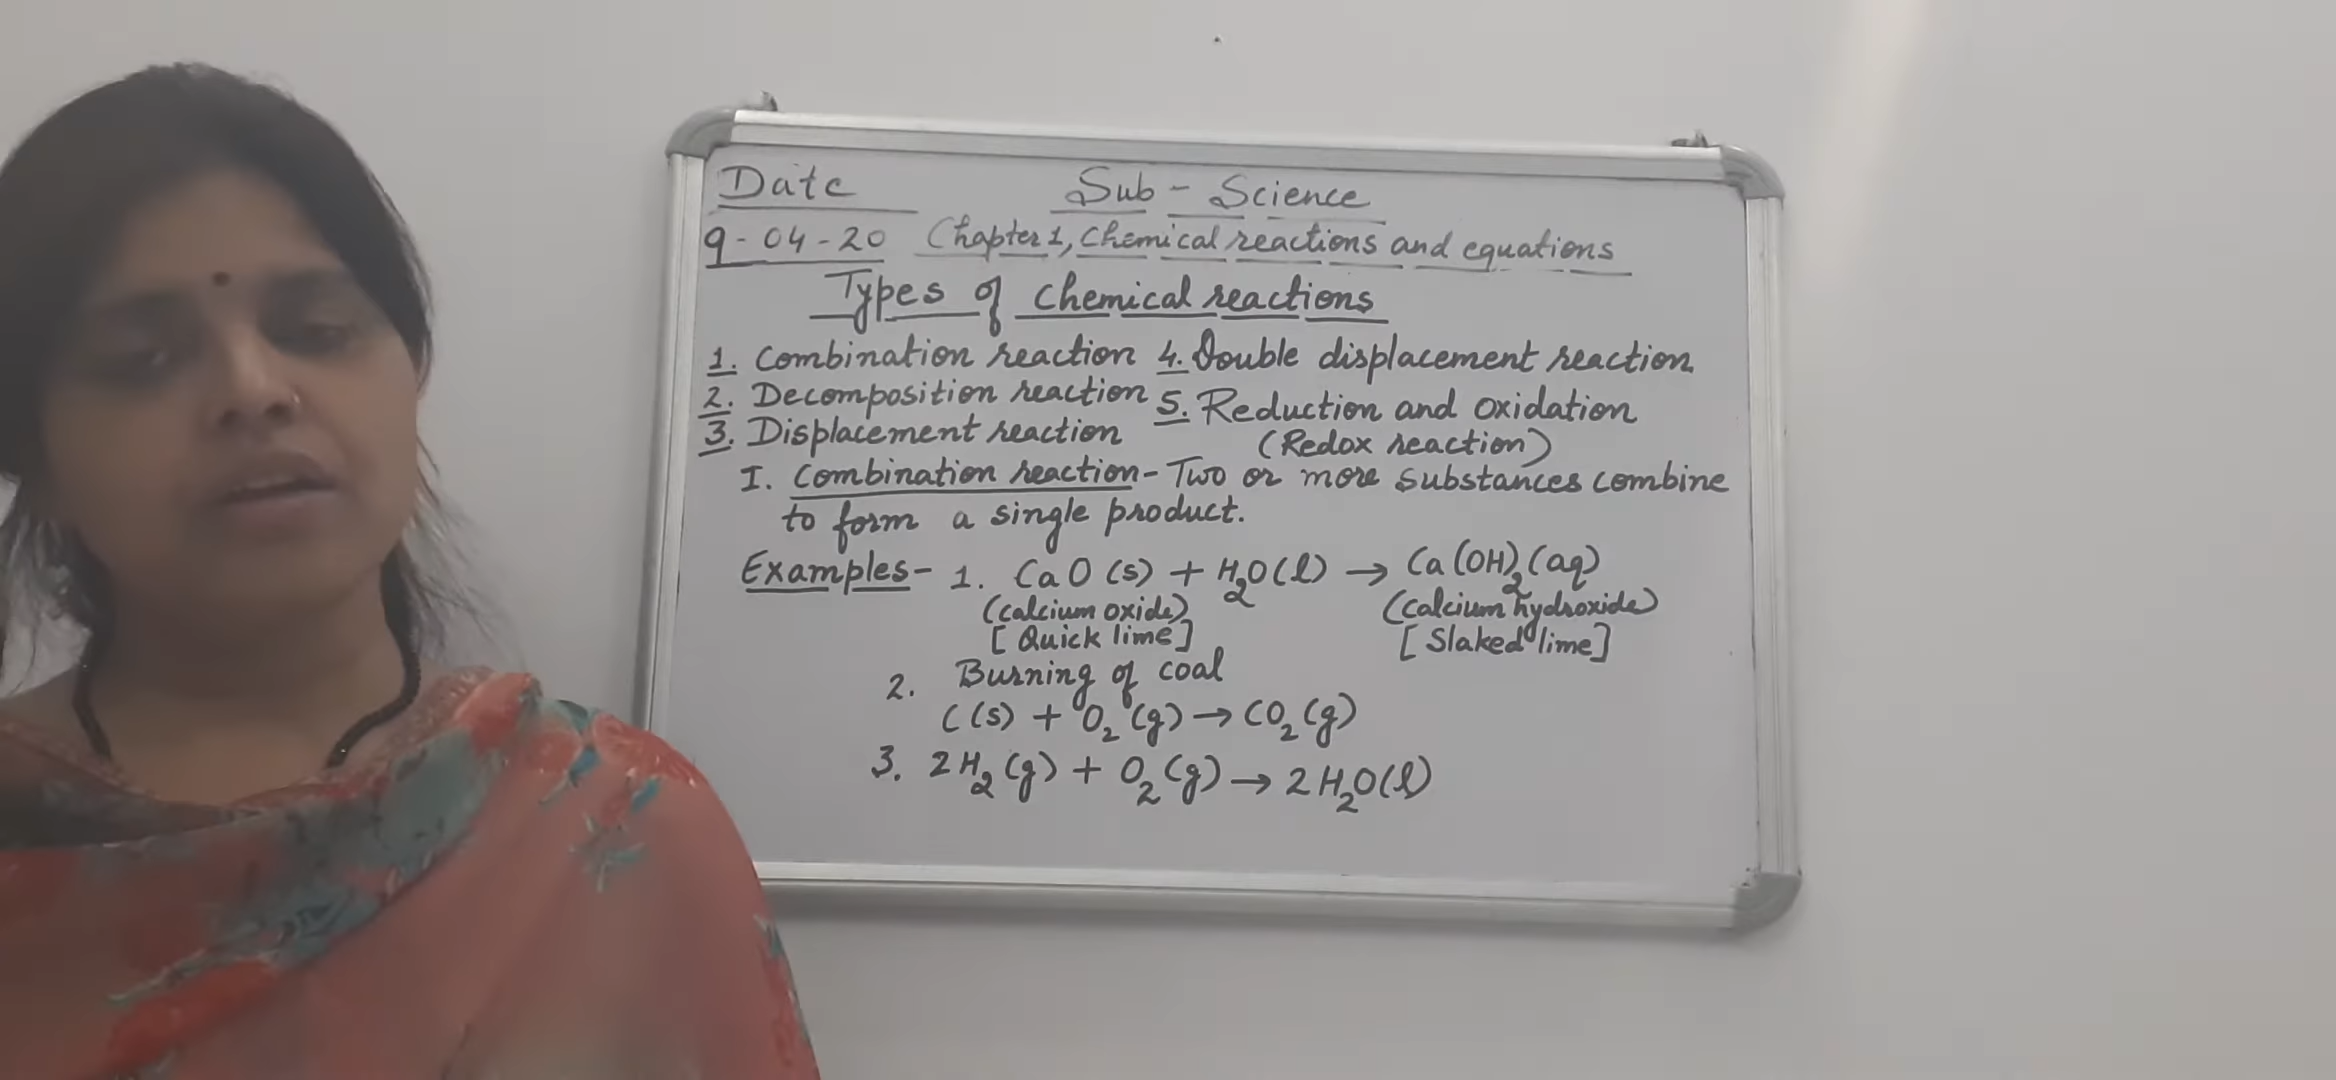 Date Sub - Science
9-04-20 Chapter 1, Chemical reactions and equations
Types of Chemical reactions
1. Combination reaction 4. Double displacement reaction
2. Decomposition reaction 5. Reduction and oxidation
3. Displacement reaction (Redox reaction)
I. Combination reaction - Two or more substances combine
to form a single product.
Examples - 1. CaO (s) + H₂O(l) → Ca(OH)₂(aq)
(calcium oxide) (calcium hydroxide)
[Quick lime] [Slaked lime]
2. Burning of coal
C(s) + O₂(g) → CO₂(g)
3. 2H₂(g) + O₂(g) → 2H₂O(l)